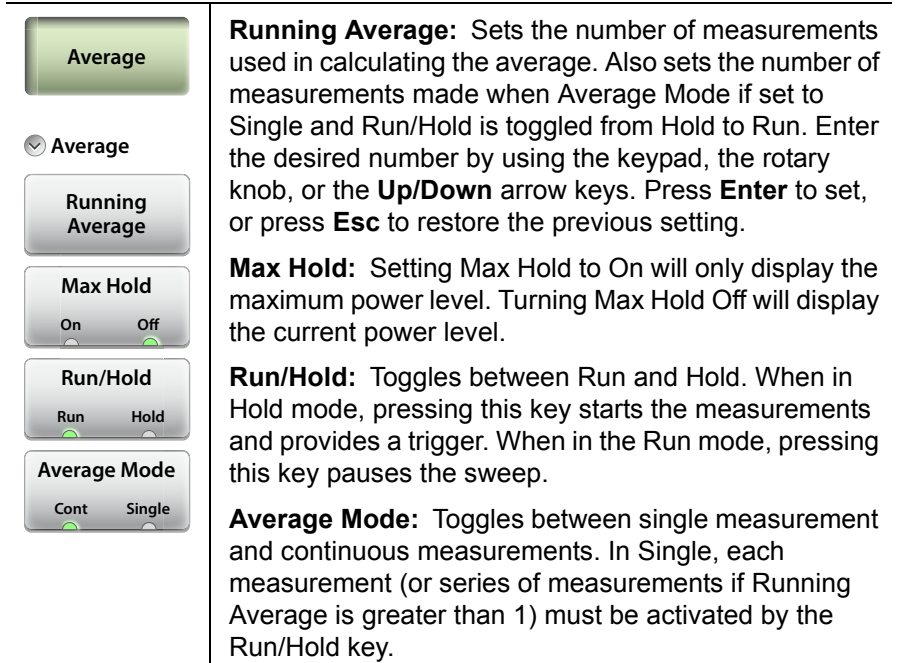 Average
Average
Running
Average
Max Hold
On Off
Run/Hold
Run Hold
Average Mode
Cont Single
Running Average: Sets the number of measurements
used in calculating the average. Also sets the number of
measurements made when Average Mode if set to
Single and Run/Hold is toggled from Hold to Run. Enter
the desired number by using the keypad, the rotary
knob, or the Up/Down arrow keys. Press Enter to set,
or press Esc to restore the previous setting.
Max Hold: Setting Max Hold to On will only display the
maximum power level. Turning Max Hold Off will display
the current power level.
Run/Hold: Toggles between Run and Hold. When in
Hold mode, pressing this key starts the measurements
and provides a trigger. When in the Run mode, pressing
this key pauses the sweep.
Average Mode: Toggles between single measurement
and continuous measurements. In Single, each
measurement (or series of measurements if Running
Average is greater than 1) must be activated by the
Run/Hold key.